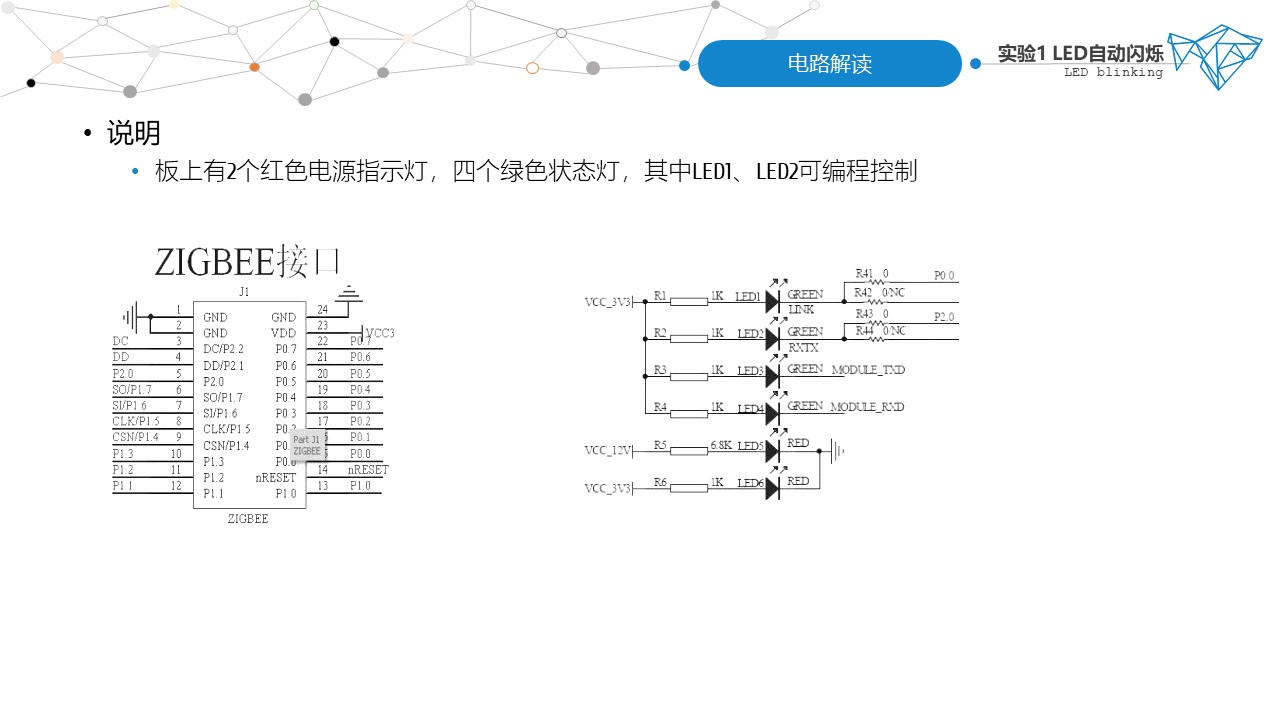 电路解读
实验1 LED自动闪烁
LED blinking
• 说明
• 板上有2个红色电源指示灯，四个绿色状态灯，其中LED1、LED2可编程控制
ZIGBEE接口
J1
1 GND GND 24
2 GND VDD 23 VCC3
DC 3 DC/P2.2 P0.7 22 P0.7
DD 4 DD/P2.1 P0.6 21 P0.6
P2.0 5 P2.0 P0.5 20 P0.5
SO/P1.7 6 SO/P1.7 P0.4 19 P0.4
SI/P1.6 7 SI/P1.6 P0.3 18 P0.3
CLK/P1.5 8 CLK/P1.5 17 P0.2
CSN/P1.4 9 CSN/P1.4 P0.1
P1.3 10 P1.3 P0.0
P1.2 11 P1.2 nRESET 14 nRESET
P1.1 12 P1.1 P1.0 13 P1.0
Part J1
ZIGBEE
ZIGBEE
R41 0 P0.0
VCC_3V3 R1 1K LED1 GREEN R42 0/NC
LINK
R43 0 P2.0
R2 1K LED2 GREEN R44 0/NC
RXTX
R3 1K LED3 GREEN MODULE_TXD
R4 1K LED4 GREEN MODULE_RXD
VCC_12V R5 6.8K LED5 RED
VCC_3V3 R6 1K LED6 RED